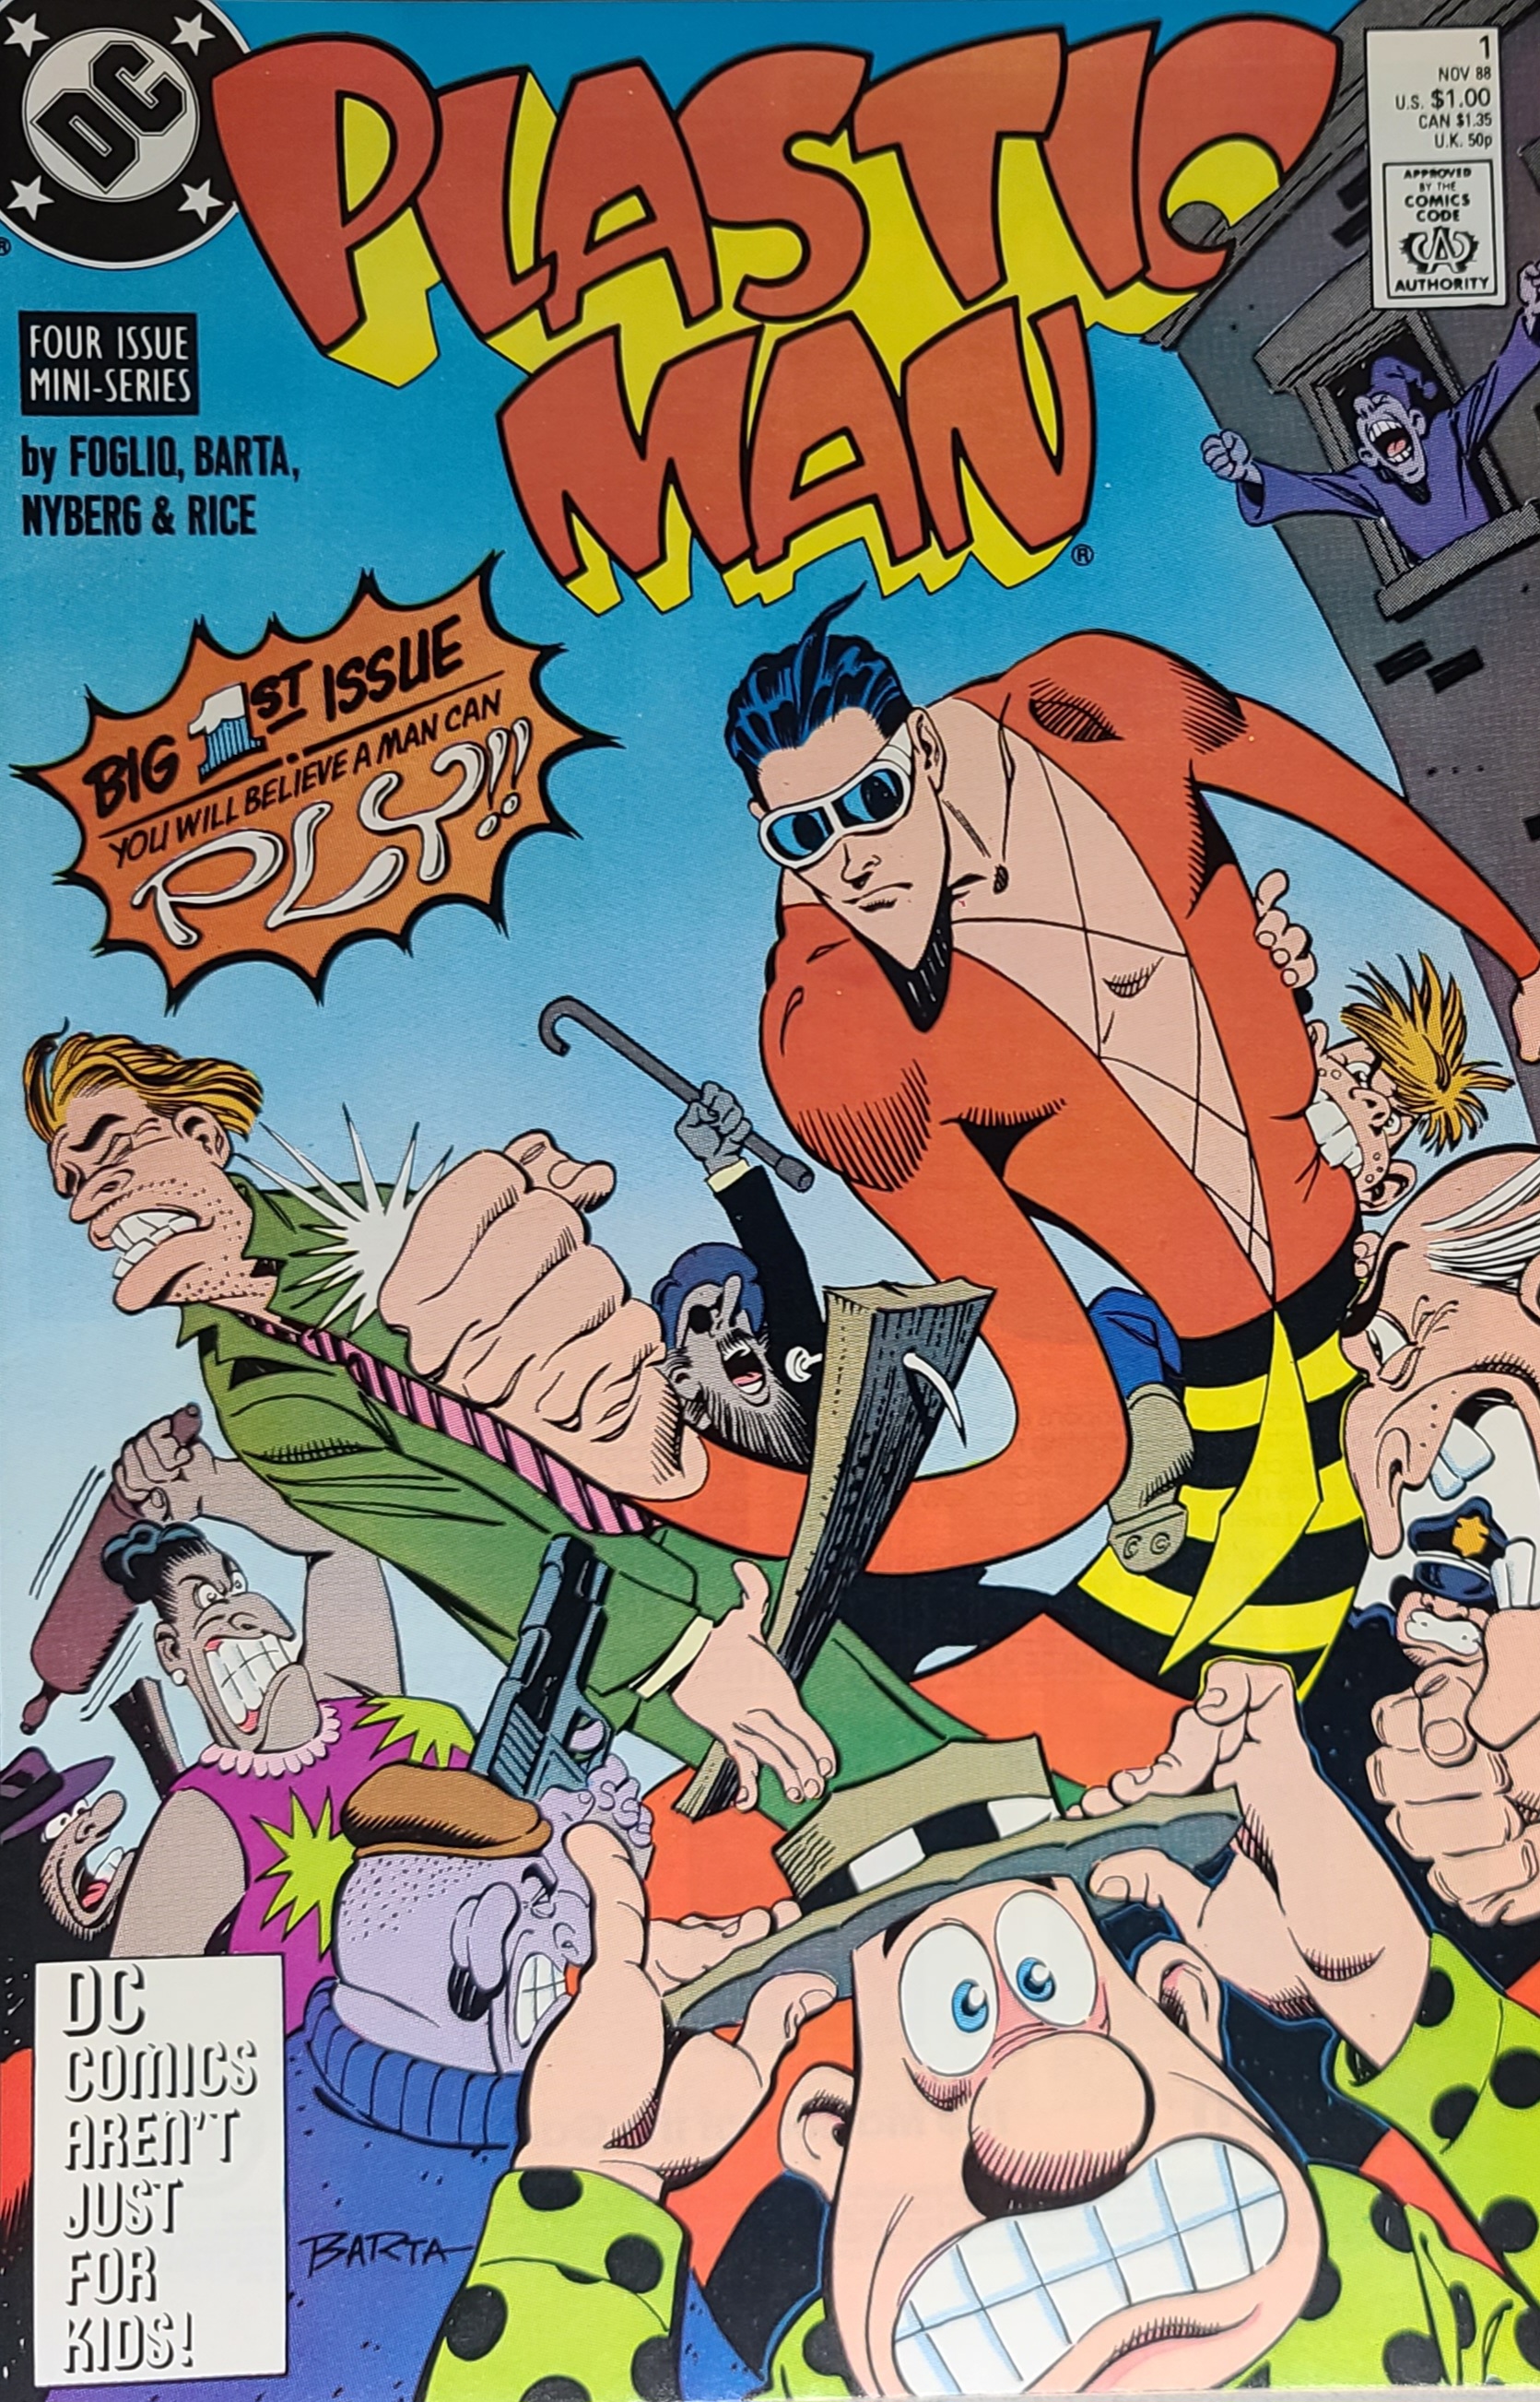 DC
®
PLASTIC
MAN
®
1
NOV 88
U.S. $1.00
CAN $1.35
U.K. 50p
APPROVED
BY THE
COMICS
CODE
CA
AUTHORITY
FOUR ISSUE
MINI-SERIES
by FOGLIO, BARTA,
NYBERG & RICE
BIG 1ST ISSUE
YOU WILL BELIEVE A MAN CAN
PLY!!
DC
COMICS
AREN'T
JUST
FOR
KIDS!
BARTA